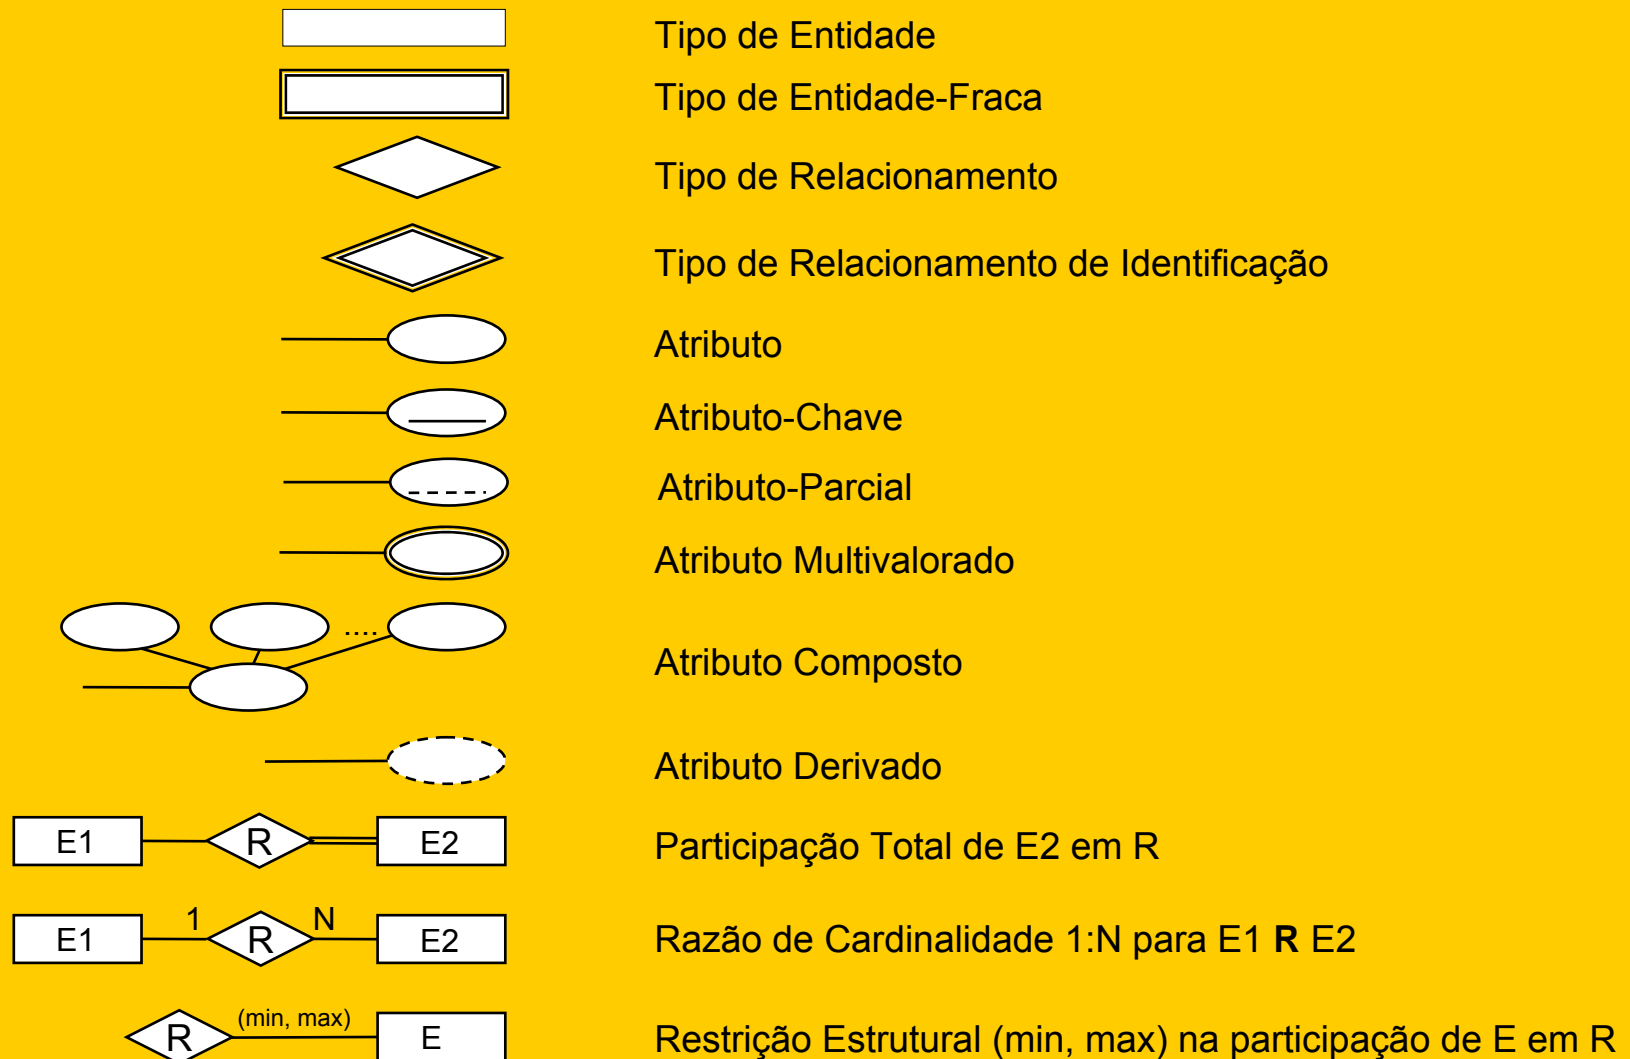 Tipo de Entidade
Tipo de Entidade-Fraca
Tipo de Relacionamento
Tipo de Relacionamento de Identificação
Atributo
Atributo-Chave
Atributo-Parcial
Atributo Multivalorado
....
Atributo Composto
Atributo Derivado
E1 R E2 Participação Total de E2 em R
E1 1 R N E2 Razão de Cardinalidade 1:N para E1 R E2
R (min, max) E Restrição Estrutural (min, max) na participação de E em R